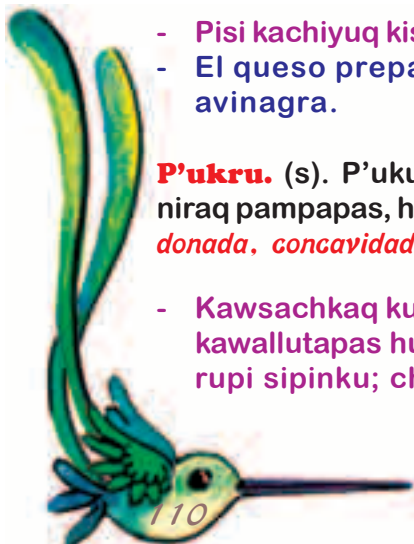 - Pisi kachiyuq kis
- El queso prepa
avinagra.
P'ukru. (s). P'uku
niraq pampapas, h
donada, concavidad
- Kawsachkaq ku
kawallutapas hu
rupi sipinku; ch
110